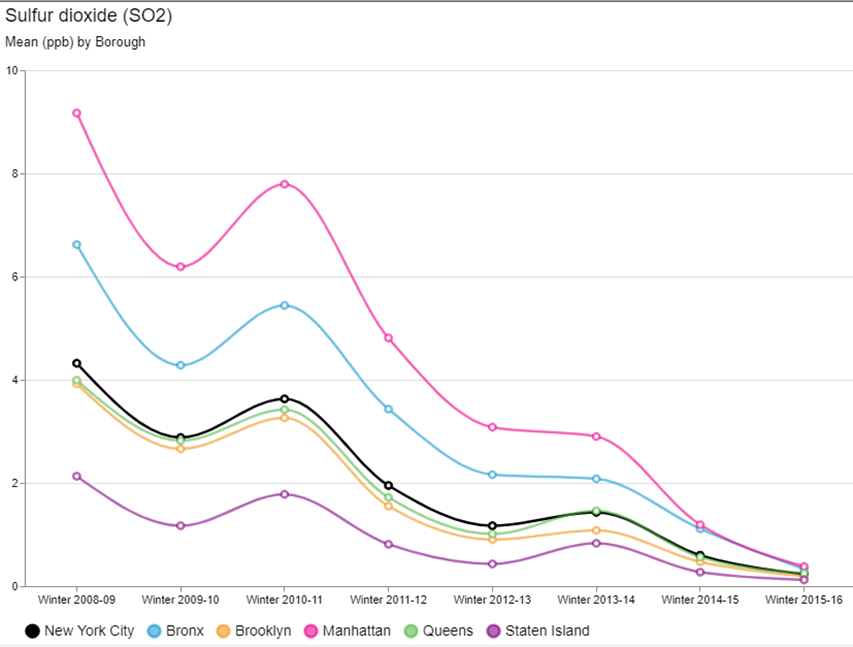 Sulfur dioxide (SO2)
Mean (ppb) by Borough
10
8
6
4
2
0
Winter 2008-09 Winter 2009-10 Winter 2010-11 Winter 2011-12 Winter 2012-13 Winter 2013-14 Winter 2014-15 Winter 2015-16
New York City Bronx Brooklyn Manhattan Queens Staten Island